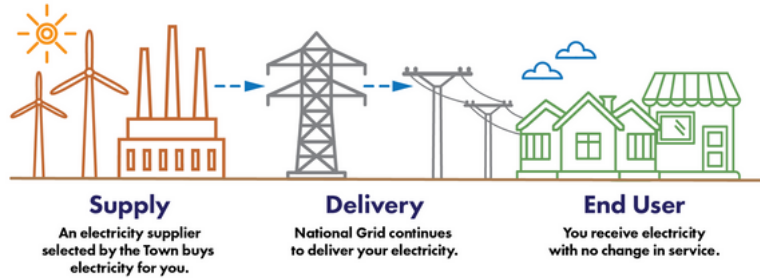 Supply
An electricity supplier
selected by the Town buys
electricity for you.
Delivery
National Grid continues
to deliver your electricity.
End User
You receive electricity
with no change in service.